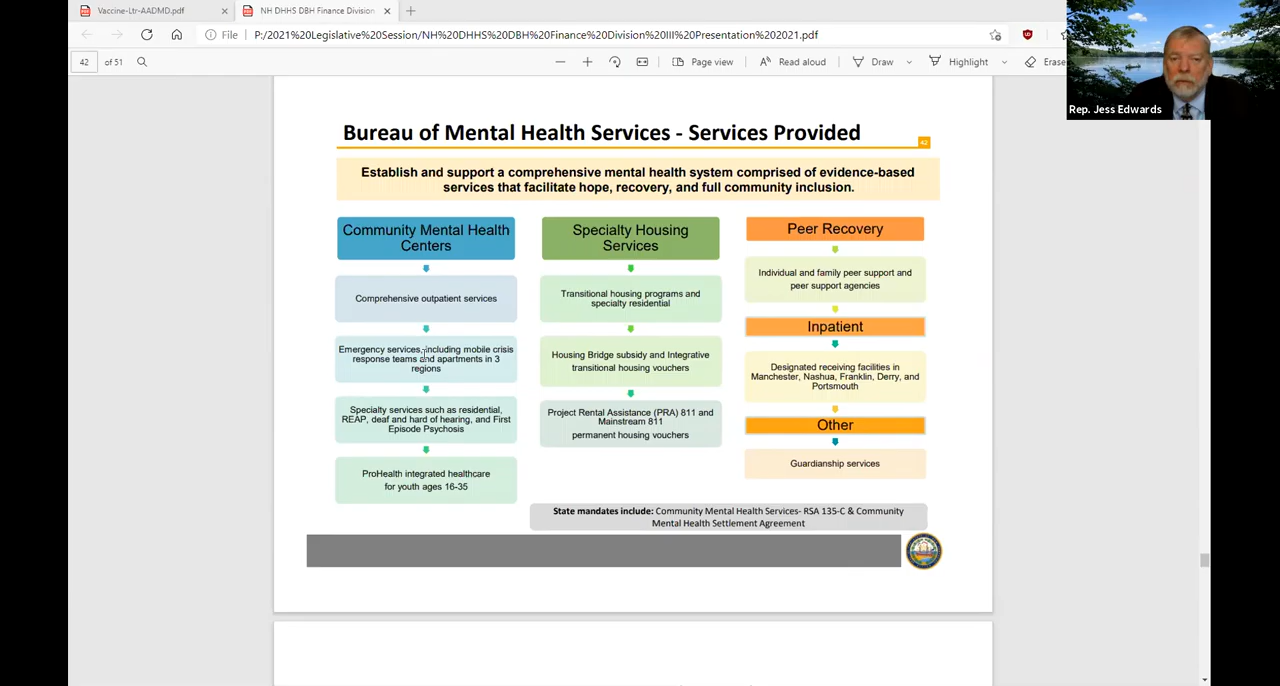 Vaccine-Ltr-AADMD.pdf
NH DHHS DBH Finance Division
File
P:/2021%20Legislative%20Session/NH%20DHHS%20DBH%20Finance%20Division%20III%20Presentation%202021.pdf
42 of 51
Page view
Read aloud
Draw
Highlight
Erase
Rep. Jess Edwards
Bureau of Mental Health Services - Services Provided
42
Establish and support a comprehensive mental health system comprised of evidence-based
services that facilitate hope, recovery, and full community inclusion.
Community Mental Health
Centers
Comprehensive outpatient services
Emergency services, including mobile crisis
response teams and apartments in 3
regions
Specialty services such as residential,
REAP, deaf and hard of hearing, and First
Episode Psychosis
ProHealth integrated healthcare
for youth ages 16-35
Specialty Housing
Services
Transitional housing programs and
specialty residential
Housing Bridge subsidy and Integrative
transitional housing vouchers
Project Rental Assistance (PRA) 811 and
Mainstream 811
permanent housing vouchers
Peer Recovery
Individual and family peer support and
peer support agencies
Inpatient
Designated receiving facilities in
Manchester, Nashua, Franklin, Derry, and
Portsmouth
Other
Guardianship services
State mandates include: Community Mental Health Services- RSA 135-C & Community
Mental Health Settlement Agreement